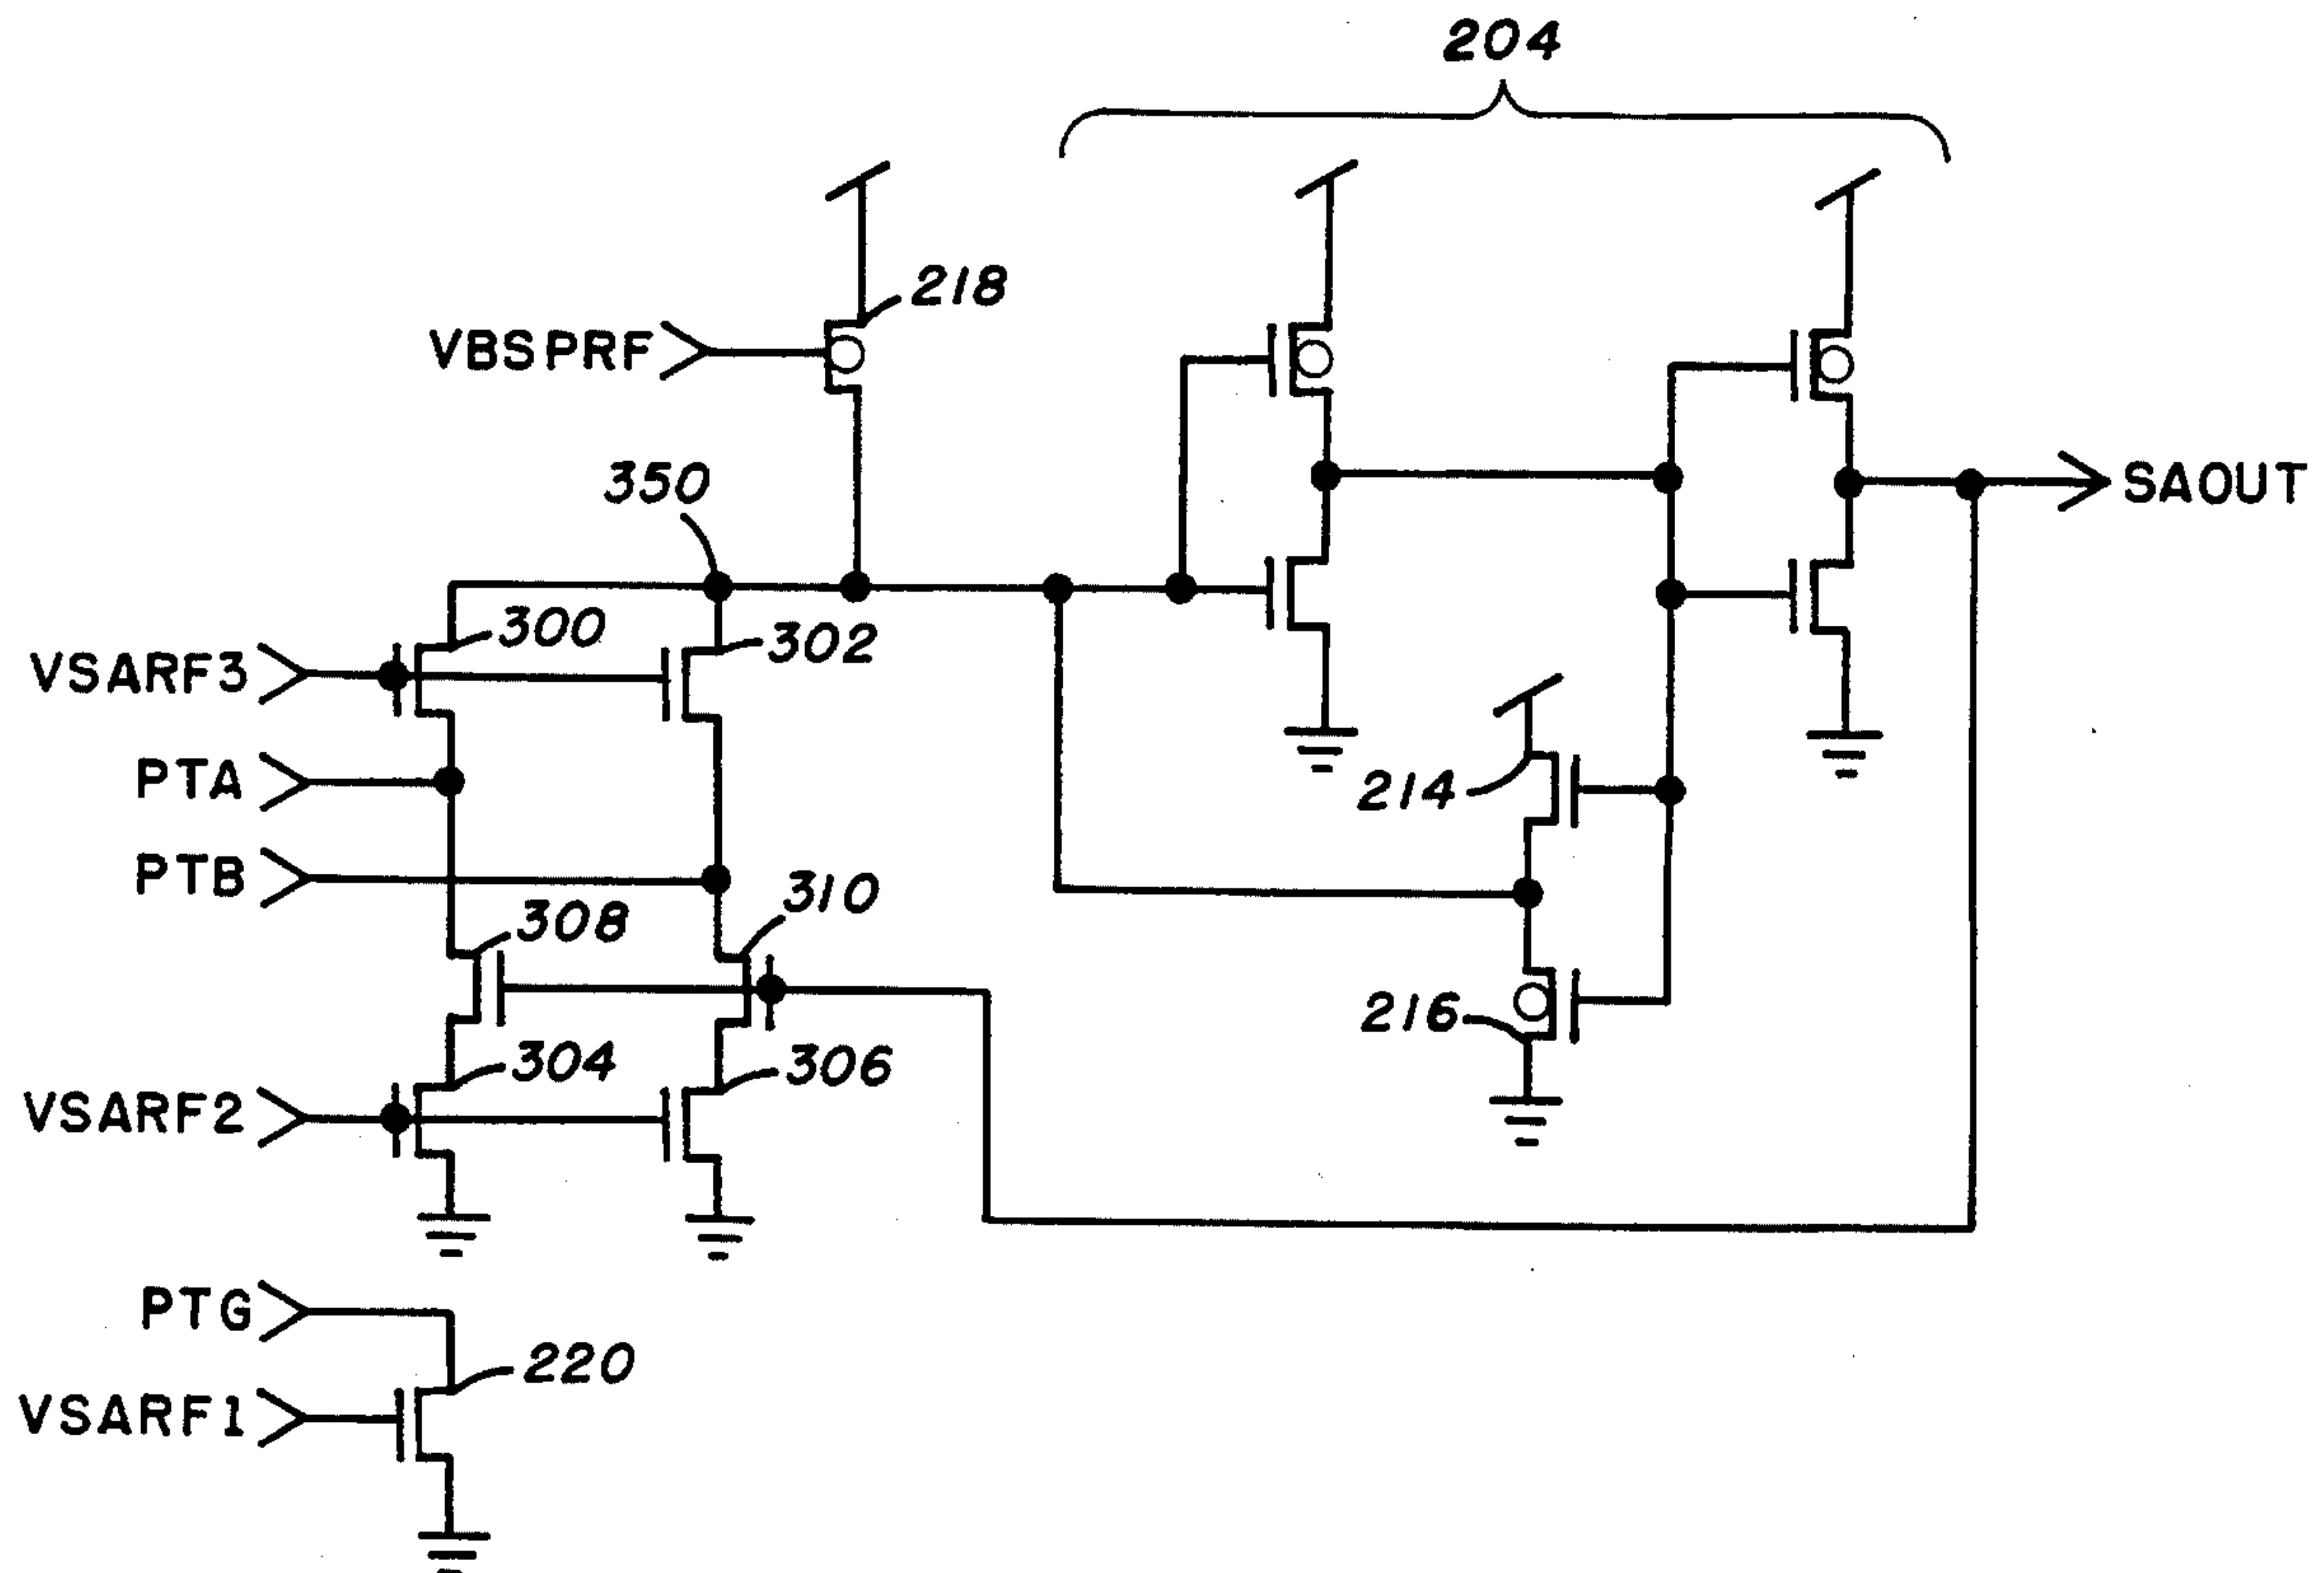 204
218
VBSPRF
350
SAOUT
300
302
VSARF3
PTA
214
PTB
310
308
216
304
306
VSARF2
PTG
220
VSARF1